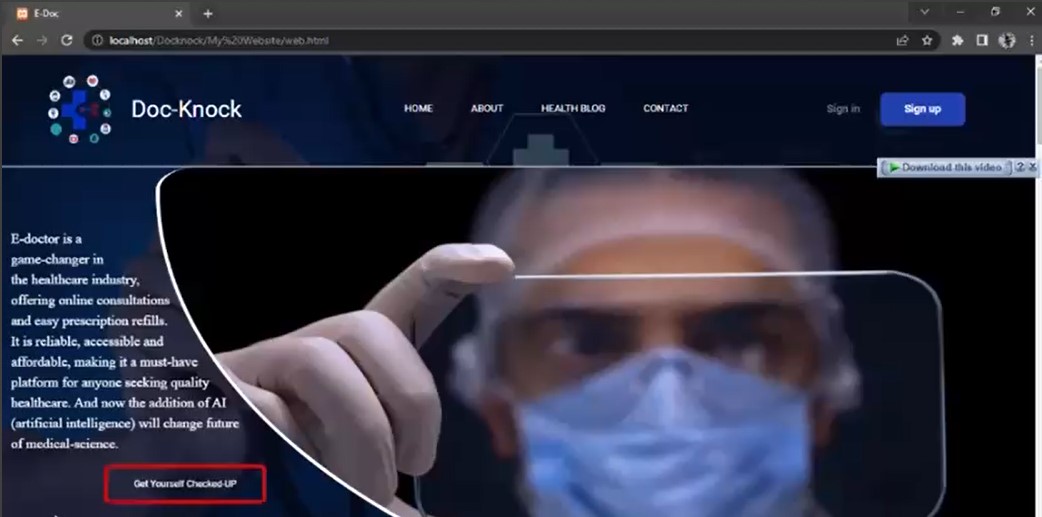 E-Doc
localhost/Docknock/My%20Website/web.html
Doc-Knock
HOME
ABOUT
HEALTH BLOG
CONTACT
Sign in
Sign up
Download this video
?
X
E-doctor is a
game-changer in
the healthcare industry,
offering online consultations
and easy prescription refills.
It is reliable, accessible and
affordable, making it a must-have
platform for anyone seeking quality
healthcare. And now the addition of AI
(artificial intelligence) will change future
of medical-science.
Get Yourself Checked-UP